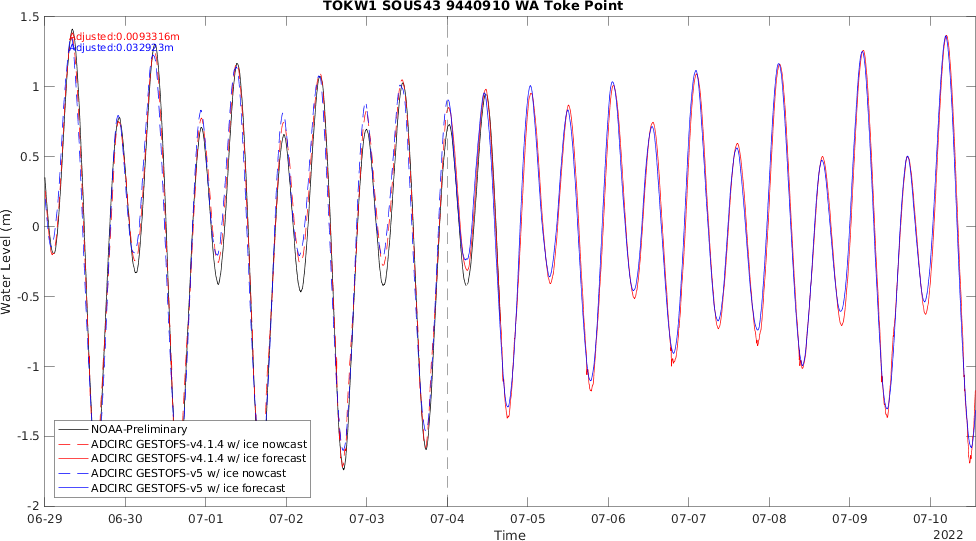 TOKW1 SOUS43 9440910 WA Toke Point
Adjusted:0.0093316m
Water Level (m)
1.5
1
0.5
0
-0.5
-1
-1.5
-2
NOAA-Preliminary
ADCIRC GESTOFS-v4.1.4 w/ ice nowcast
ADCIRC GESTOFS-v4.1.4 w/ ice forecast
ADCIRC GESTOFS-v5 w/ ice nowcast
ADCIRC GESTOFS-v5 w/ ice forecast
06-29 06-30 07-01 07-02 07-03 07-04 07-05 07-06 07-07 07-08 07-09 07-10
Time
2022